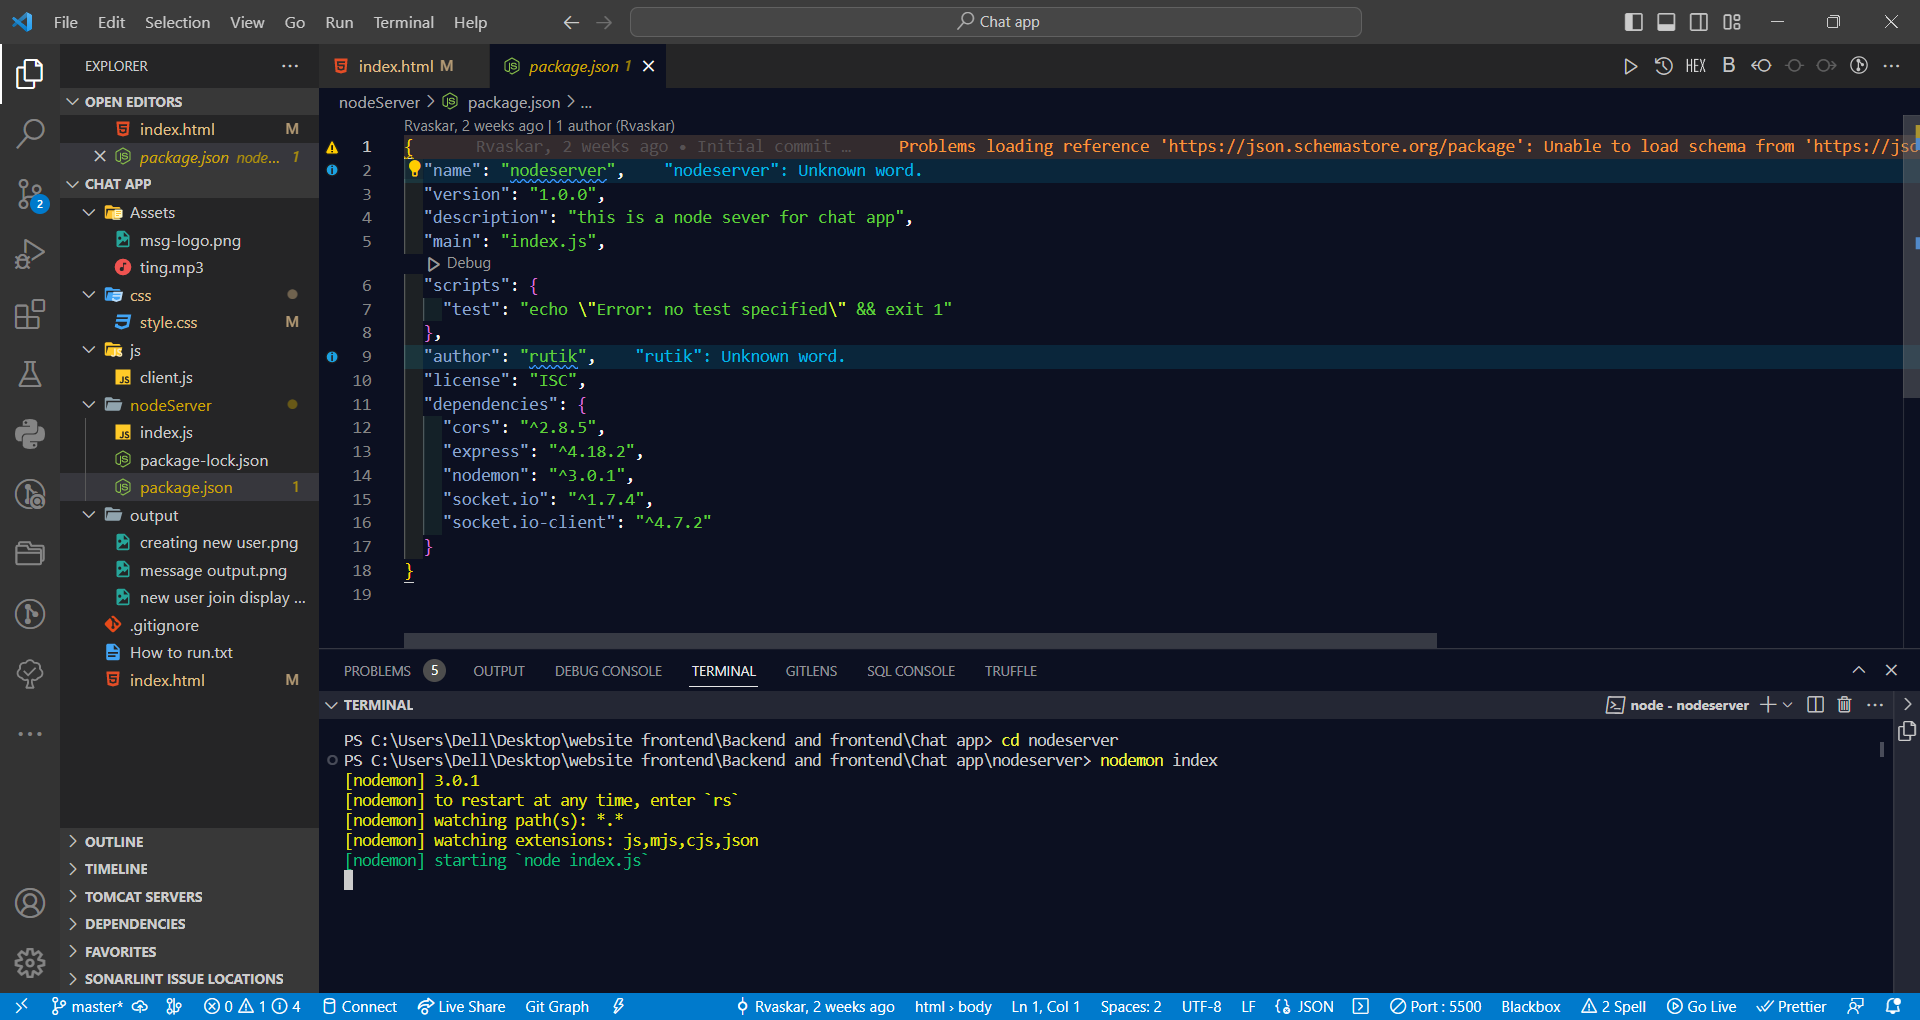 File Edit Selection View Go Run Terminal Help
Chat app
EXPLORER
OPEN EDITORS
index.html M
package.json node... 1
CHAT APP
Assets
msg-logo.png
ting.mp3
css
style.css M
js
client.js
nodeServer
index.js
package-lock.json
package.json 1
output
creating new user.png
message output.png
new user join display ...
.gitignore
How to run.txt
index.html M
OUTLINE
TIMELINE
TOMCAT SERVERS
DEPENDENCIES
FAVORITES
SONARLINT ISSUE LOCATIONS
2
index.html M
package.json 1
HEX B
nodeServer > package.json > ...
Rvaskar, 2 weeks ago | 1 author (Rvaskar)
1 { Rvaskar, 2 weeks ago • Initial commit … Problems loading reference 'https://json.schemastore.org/package': Unable to load schema from 'https://jsc
2 "name": "nodeserver", "nodeserver": Unknown word.
3 "version": "1.0.0",
4 "description": "this is a node sever for chat app",
5 "main": "index.js",
Debug
6 "scripts": {
7 "test": "echo \"Error: no test specified\" && exit 1"
8 },
9 "author": "rutik", "rutik": Unknown word.
10 "license": "ISC",
11 "dependencies": {
12 "cors": "^2.8.5",
13 "express": "^4.18.2",
14 "nodemon": "^3.0.1",
15 "socket.io": "^1.7.4",
16 "socket.io-client": "^4.7.2"
17 }
18 }
19
PROBLEMS 5 OUTPUT DEBUG CONSOLE TERMINAL GITLENS SQL CONSOLE TRUFFLE
TERMINAL
node - nodeserver
PS C:\Users\Dell\Desktop\website frontend\Backend and frontend\Chat app> cd nodeserver
PS C:\Users\Dell\Desktop\website frontend\Backend and frontend\Chat app\nodeserver> nodemon index
[nodemon] 3.0.1
[nodemon] to restart at any time, enter `rs`
[nodemon] watching path(s): *.*
[nodemon] watching extensions: js,mjs,cjs,json
[nodemon] starting `node index.js`
master* 0 1 4 Connect Live Share Git Graph Rvaskar, 2 weeks ago html › body Ln 1, Col 1 Spaces: 2 UTF-8 LF {} JSON Port : 5500 Blackbox 2 Spell Go Live Prettier